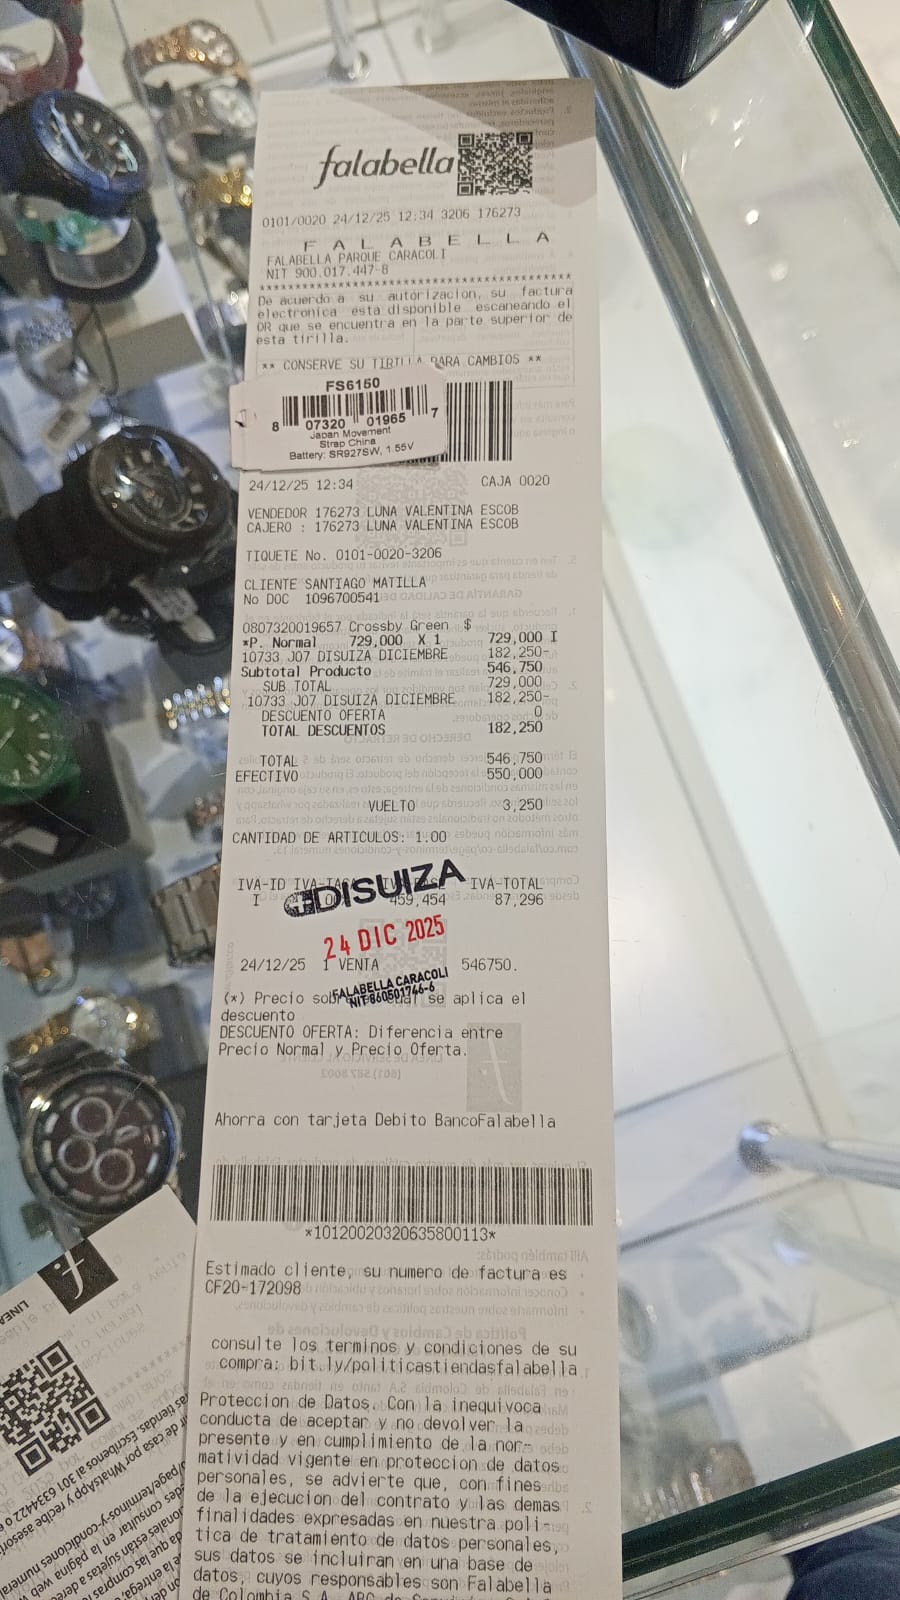 falabella
0101/0020 24/12/25 12:34 3206 176273
F A L A B E L L A
FALABELLA PARQUE CARACOLI
NIT 900.017.447-8
De acuerdo a su autorizacion, su factura
electronica esta disponible escaneando el
QR que se encuentra en la parte superior de
esta tirilla.
** CONSERVE SU TIRILLA PARA CAMBIOS **
FS6150
8 07320 01965 7
Japan Movement
Strap China
Battery: SR927SW, 1.55V
24/12/25 12:34 CAJA 0020
VENDEDOR 176273 LUNA VALENTINA ESCOB
CAJERO : 176273 LUNA VALENTINA ESCOB
TIQUETE No. 0101-0020-3206
CLIENTE SANTIAGO MATILLA
No DOC 1096700541
0807320019657 Crossby Green $
*P. Normal 729,000 X 1 729,000 I
10733 J07 DISUIZA DICIEMBRE 182,250-
Subtotal Producto 546,750
SUB TOTAL 729,000
10733 J07 DISUIZA DICIEMBRE 182,250-
DESCUENTO OFERTA 0
TOTAL DESCUENTOS 182,250
TOTAL 546,750
EFECTIVO 550,000
VUELTO 3,250
CANTIDAD DE ARTICULOS: 1.00
IVA-ID IVA-TOTAL
I 459,454 87,296
DISUIZA
24 DIC 2025
24/12/25 1 VENTA 546750.
FALABELLA CARACOLI
NIT 860501746-6
(*) Precio se aplica el
descuento
DESCUENTO OFERTA: Diferencia entre
Precio Normal y Precio Oferta.
Ahorra con tarjeta Debito BancoFalabella
*10120020320635800113*
Estimado cliente, su numero de factura es
CF20-172098
consulte los terminos y condiciones de su
compra: bit.ly/politicastiendasfalabella
Proteccion de Datos. Con la inequivoca
conducta de aceptar y no devolver la
presente y en cumplimiento de la nor-
matividad vigente en proteccion de datos
personales, se advierte que, con fines
de la ejecucion del contrato y las demas
finalidades expresadas en nuestra poli-
tica de tratamiento de datos personales,
sus datos se incluiran en una base de
datos, cuyos responsables son Falabella
de Colombia S.A.